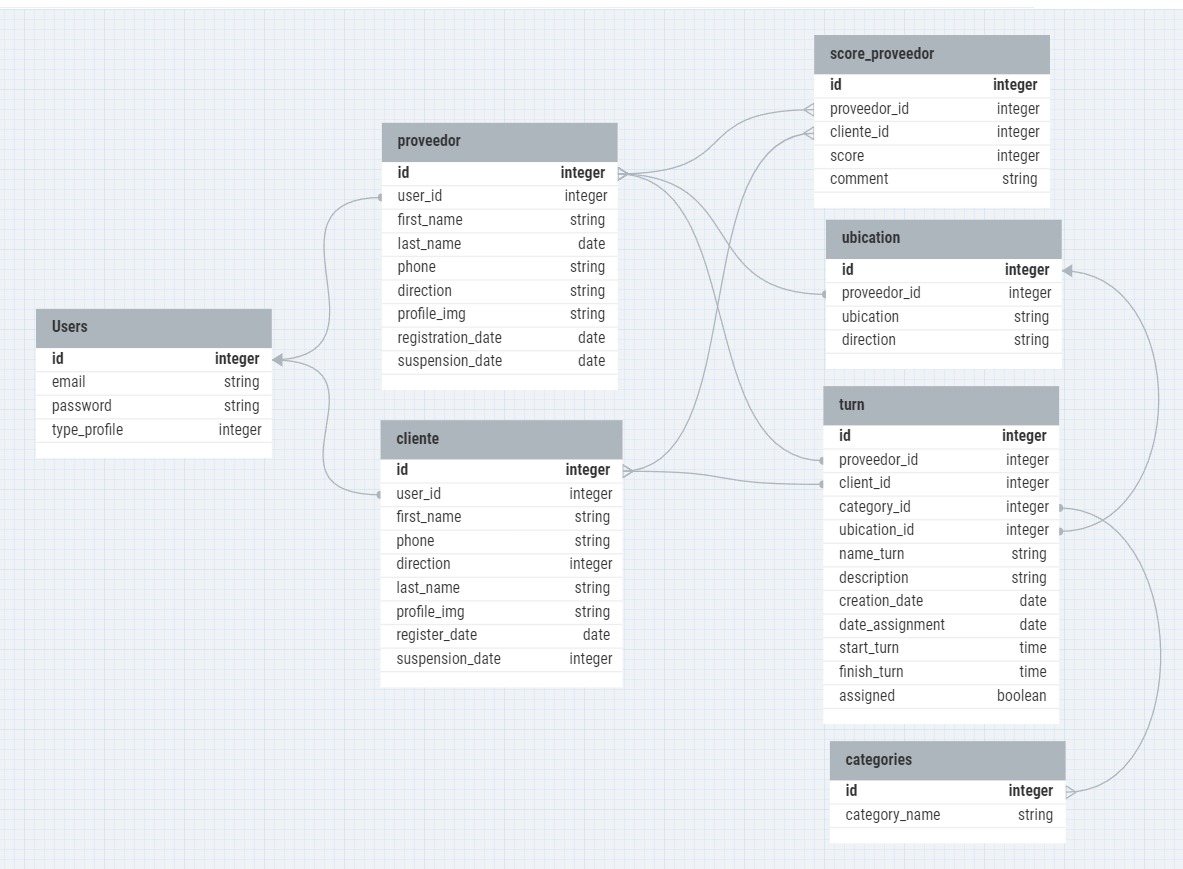 Users
id integer
email string
password string
type_profile integer
proveedor
id integer
user_id integer
first_name string
last_name date
phone string
direction string
profile_img string
registration_date date
suspension_date date
cliente
id integer
user_id integer
first_name string
phone string
direction integer
last_name string
profile_img string
register_date date
suspension_date integer
score_proveedor
id integer
proveedor_id integer
cliente_id integer
score integer
comment string
ubication
id integer
proveedor_id integer
ubication string
direction string
turn
id integer
proveedor_id integer
client_id integer
category_id integer
ubication_id integer
name_turn string
description string
creation_date date
date_assignment date
start_turn time
finish_turn time
assigned boolean
categories
id integer
category_name string